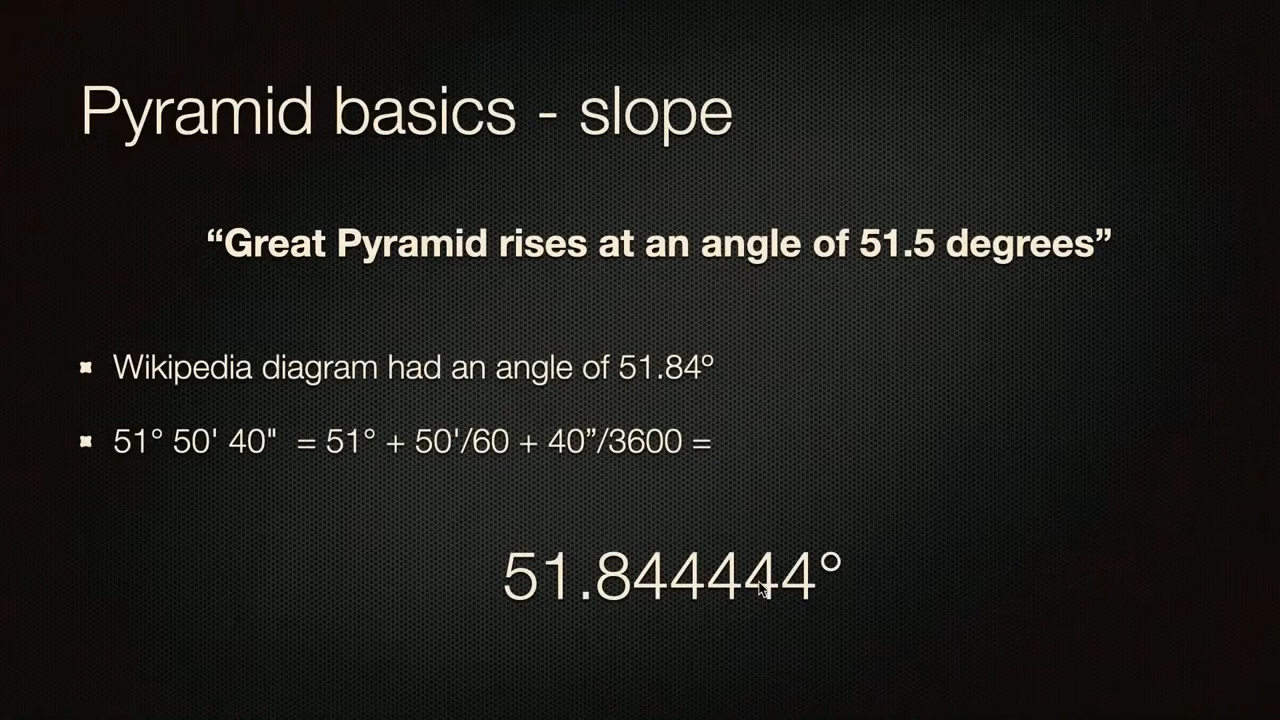 Pyramid basics - slope
“Great Pyramid rises at an angle of 51.5 degrees”
Wikipedia diagram had an angle of 51.84º
51° 50' 40" = 51° + 50'/60 + 40”/3600 =
51.844444°